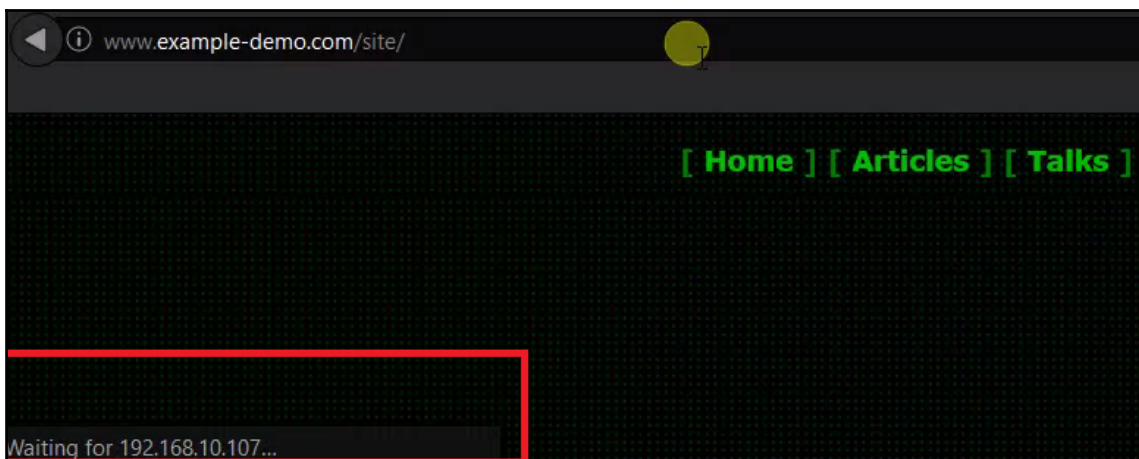 www.example-demo.com/site/
[ Home ] [ Articles ] [ Talks ]
Waiting for 192.168.10.107...